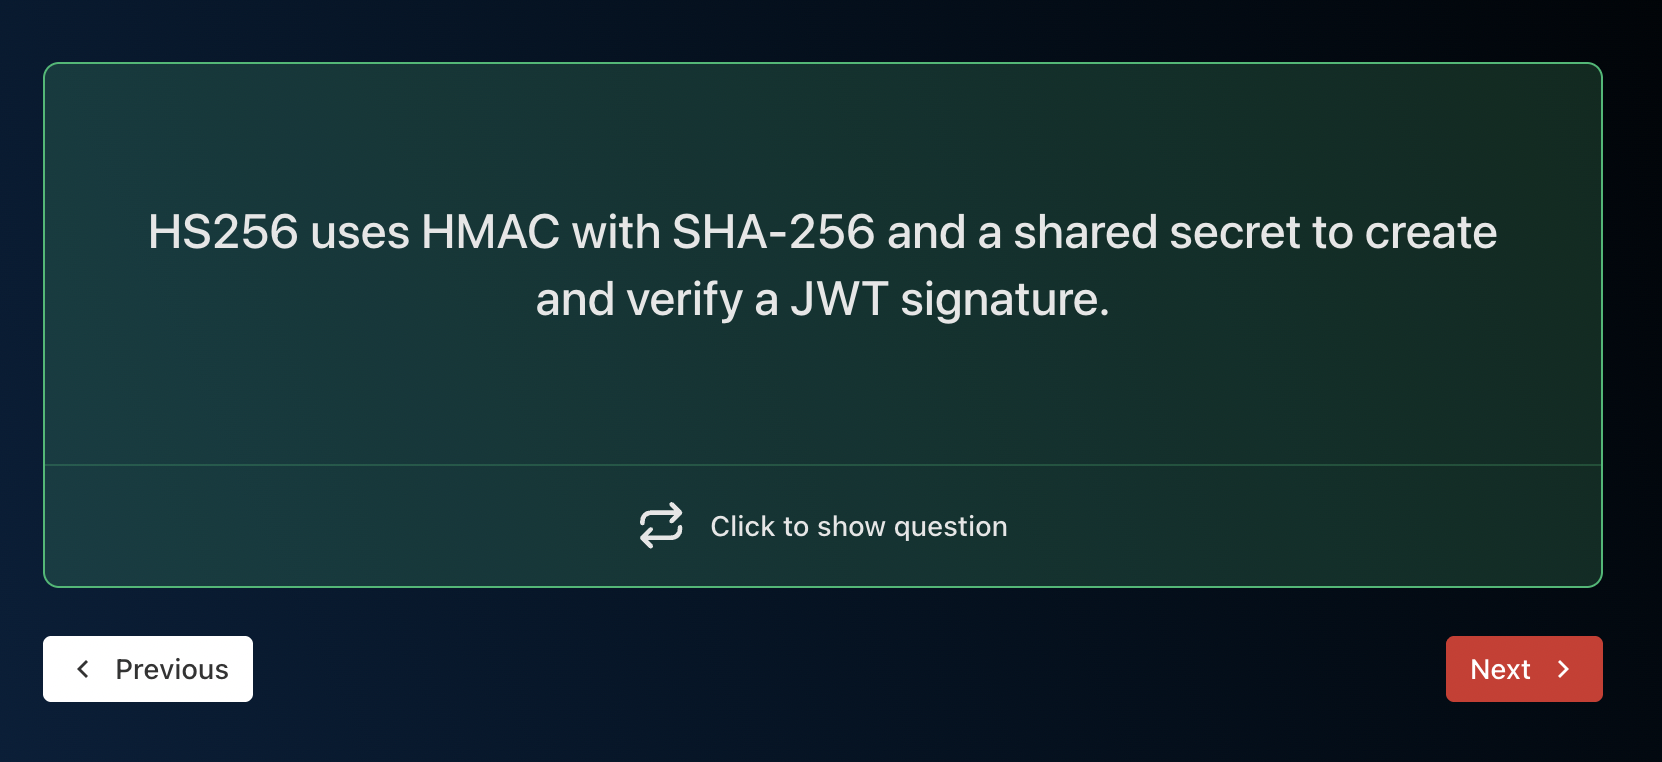 HS256 uses HMAC with SHA-256 and a shared secret to create
and verify a JWT signature.
Click to show question
Previous
Next